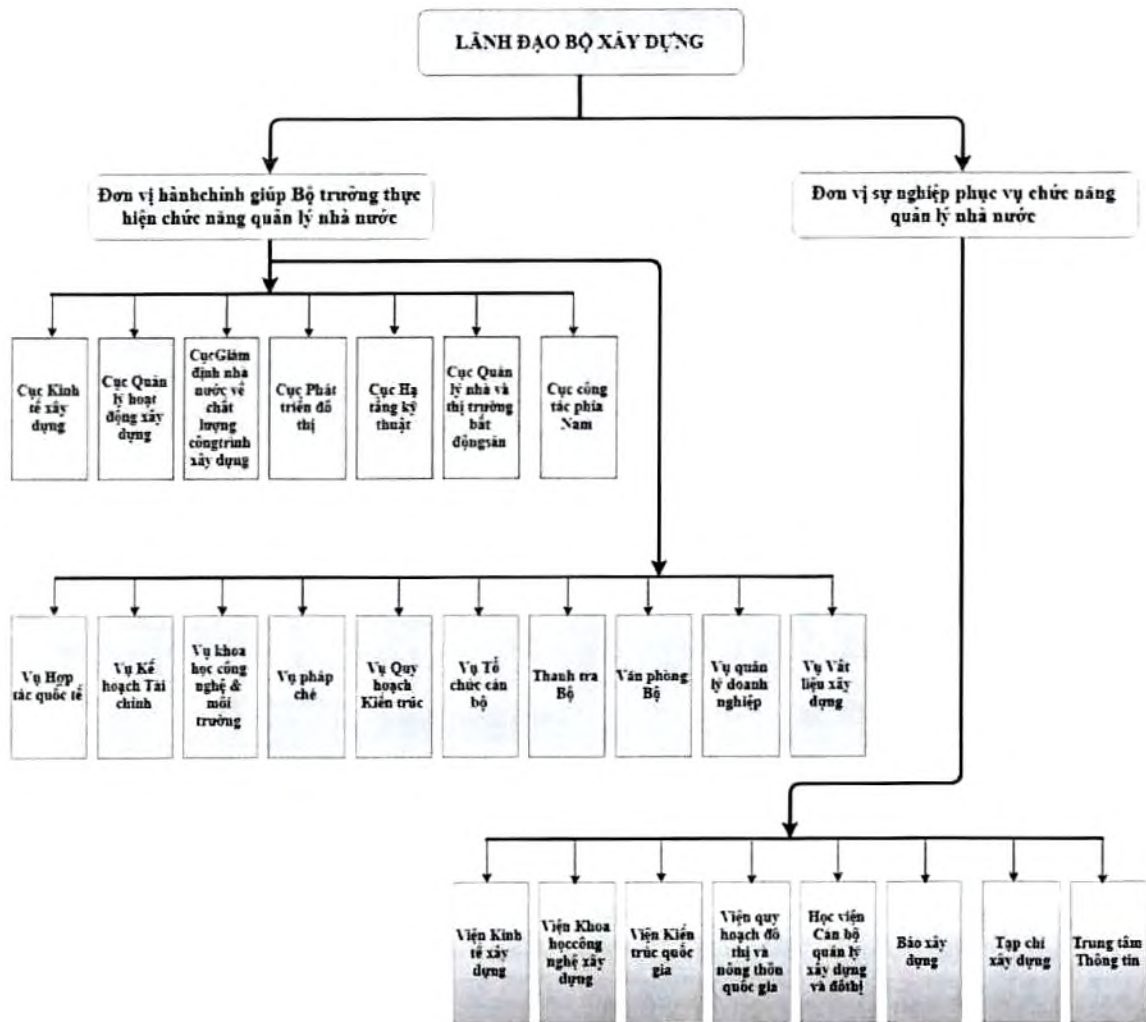 LÃNH ĐẠO BỘ XÂY DỰNG
Đơn vị hànhchính giúp Bộ trưởng thực
hiện chức năng quản lý nhà nước
Đơn vị sự nghiệp phục vụ chức năng
quản lý nhà nước
Cục Kinh
tế xây
dựng
Cục Quản
lý hoạt
động xây
dựng
CụcGiám
định nhà
nước về
chất
lượng
côngtrình
xây dựng
Cục Phát
triển đô
thị
Cục Hạ
tầng kỹ
thuật
Cục Quản
lý nhà và
thị trường
bất
độngsản
Cục công
tác phía
Nam
Vụ Hợp
tác quốc tế
Vụ Kế
hoạch Tài
chính
Vụ khoa
học công
nghệ &
môi
trường
Vụ pháp
chế
Vụ Quy
hoạch
Kiến trúc
Vụ Tổ
chức cán
bộ
Thanh tra
Bộ
Văn phòng
Bộ
Vụ quản
lý doanh
nghiệp
Vụ Vật
liệu xây
dựng
Viện Kinh
tế xây
dựng
Viện Khoa
họccông
nghệ xây
dựng
Viện Kiến
trúc quốc
gia
Viện quy
hoạch đô
thị và
nông thôn
quốc gia
Học viện
Cán bộ
quản lý
xây dựng
và đôthị
Báo xây
dựng
Tạp chí
xây dựng
Trung tâm
Thông tin